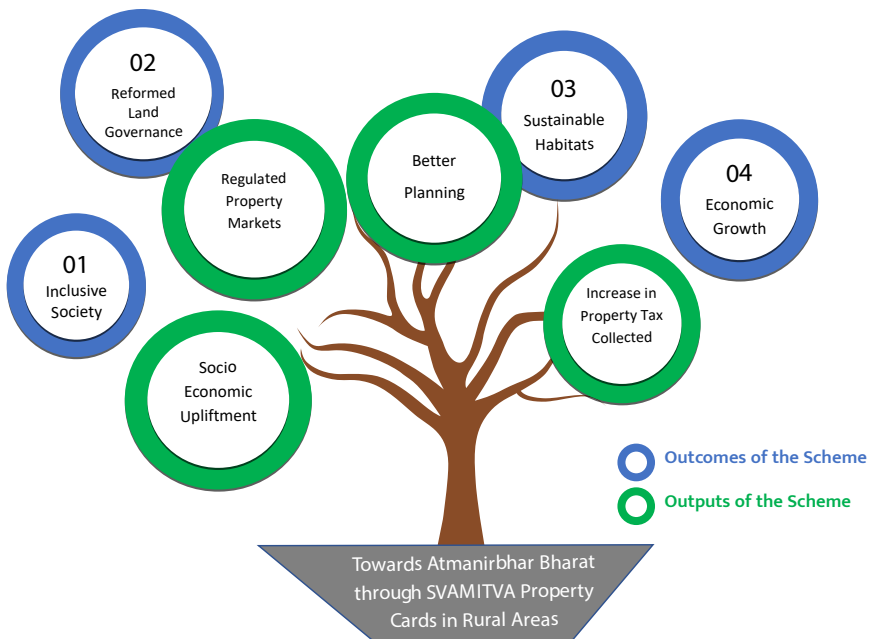 02
Reformed
Land
Governance
03
Sustainable
Habitats
Better
Planning
Regulated
Property
Markets
04
Economic
Growth
01
Inclusive
Society
Increase in
Property Tax
Collected
Socio
Economic
Upliftment
Outcomes of the Scheme
Outputs of the Scheme
Towards Atmanirbhar Bharat
through SVAMITVA Property
Cards in Rural Areas